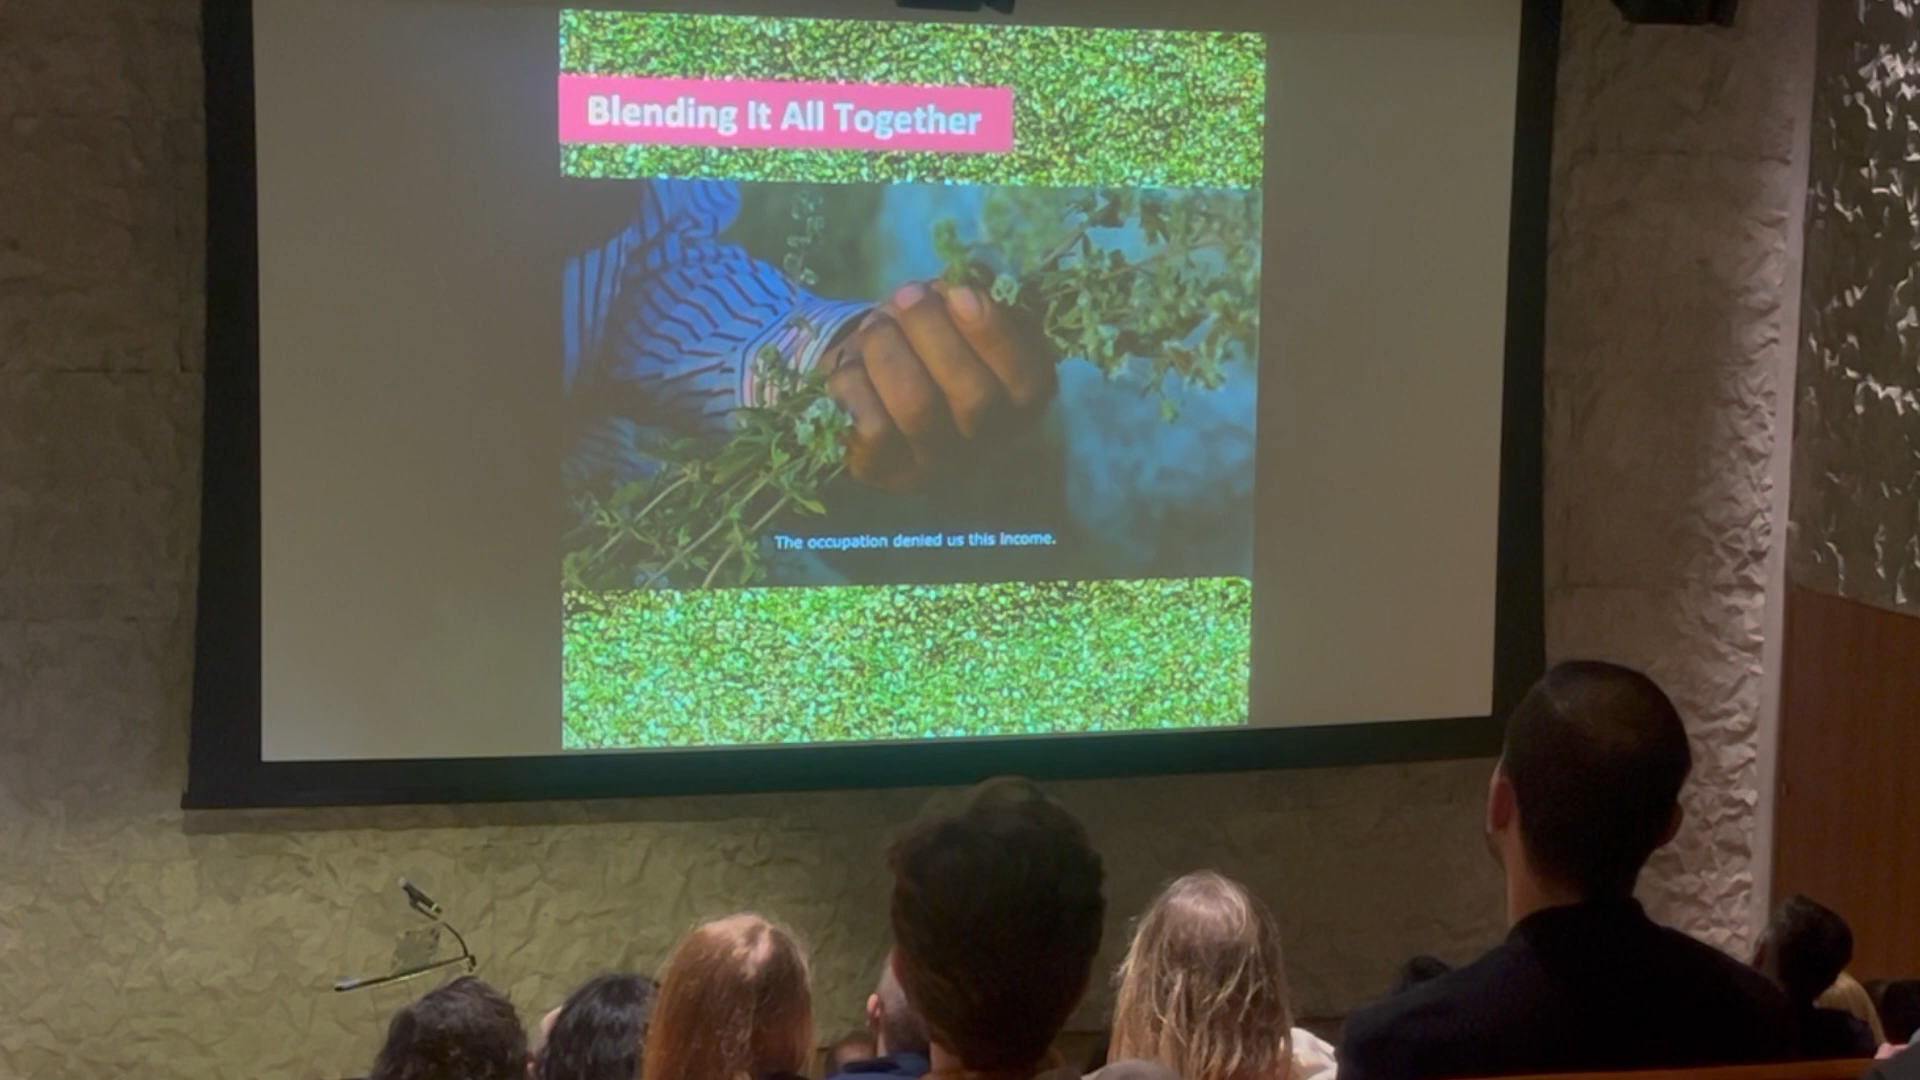 Blending It All Together
The occupation denied us this income.